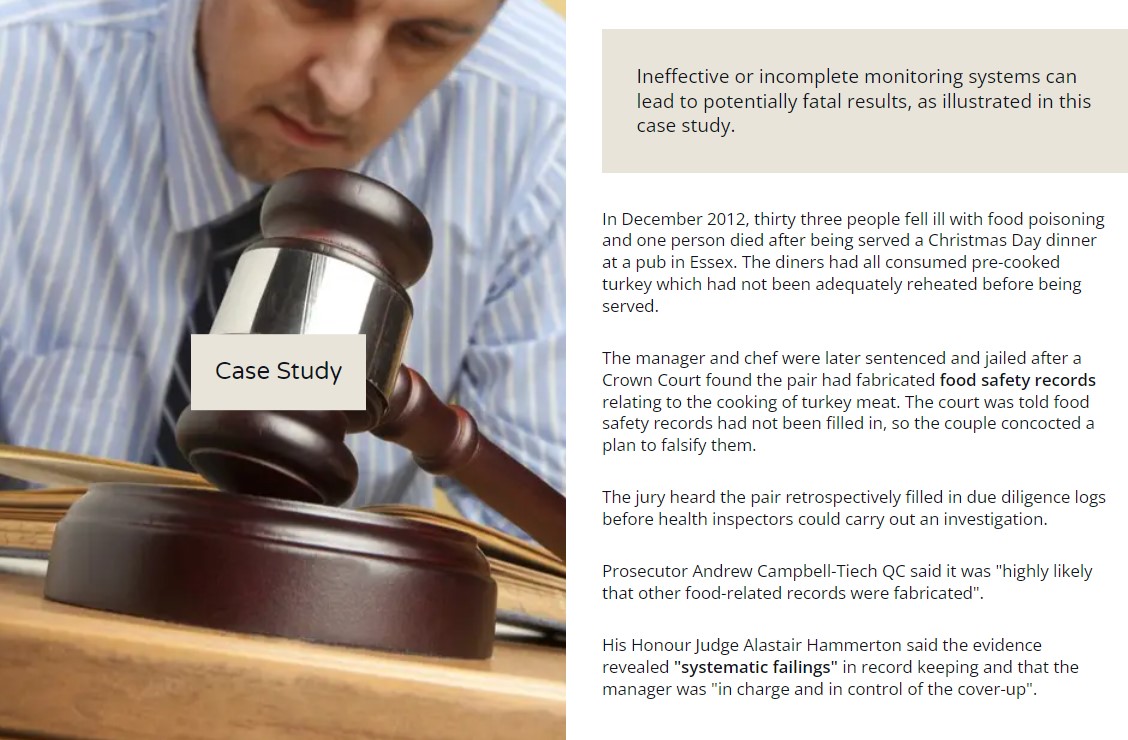 Case Study
Ineffective or incomplete monitoring systems can
lead to potentially fatal results, as illustrated in this
case study.
In December 2012, thirty three people fell ill with food poisoning
and one person died after being served a Christmas Day dinner
at a pub in Essex. The diners had all consumed pre-cooked
turkey which had not been adequately reheated before being
served.
The manager and chef were later sentenced and jailed after a
Crown Court found the pair had fabricated food safety records
relating to the cooking of turkey meat. The court was told food
safety records had not been filled in, so the couple concocted a
plan to falsify them.
The jury heard the pair retrospectively filled in due diligence logs
before health inspectors could carry out an investigation.
Prosecutor Andrew Campbell-Tiech QC said it was "highly likely
that other food-related records were fabricated".
His Honour Judge Alastair Hammerton said the evidence
revealed "systematic failings" in record keeping and that the
manager was "in charge and in control of the cover-up".